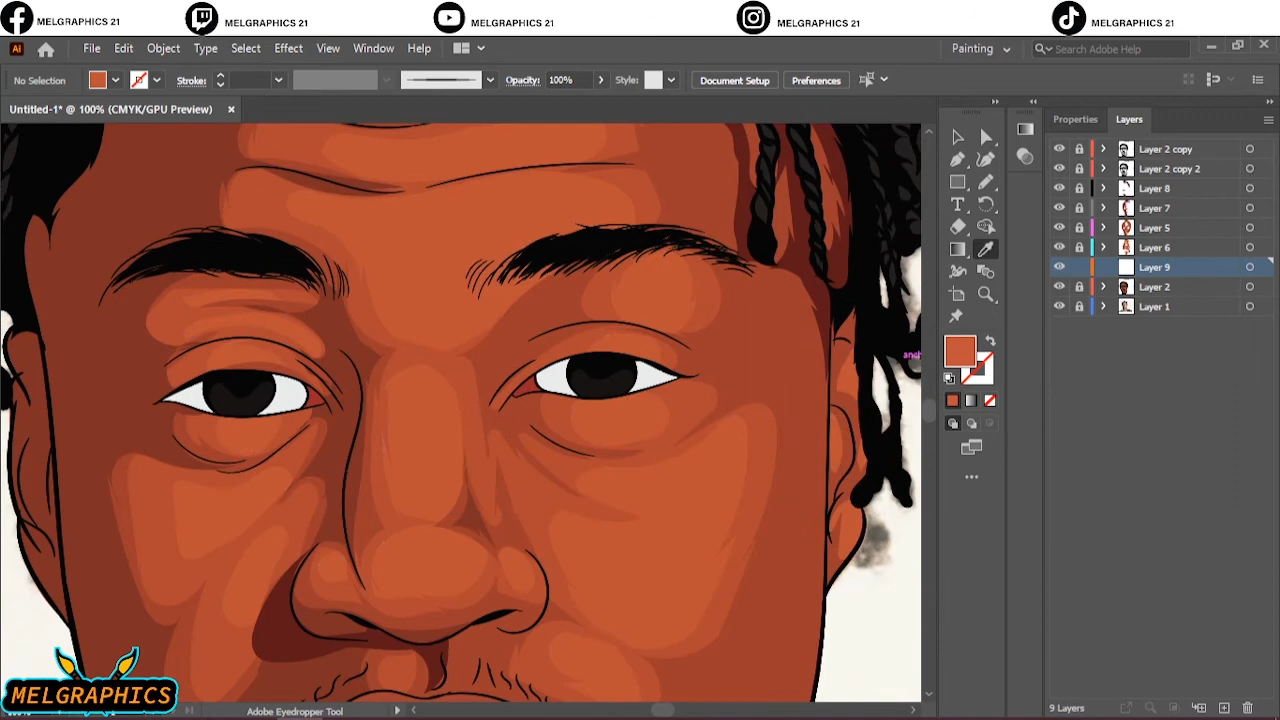 MELGRAPHICS 21 MELGRAPHICS 21 MELGRAPHICS 21 MELGRAPHICS 21 MELGRAPHICS 21
Ai File Edit Object Type Select Effect View Window Help Painting Search Adobe Help
No Selection Stroke: Opacity: 100% Style: Document Setup Preferences
Untitled-1* @ 100% (CMYK/GPU Preview)
Properties Layers
Layer 2 copy
Layer 2 copy 2
Layer 8
Layer 7
Layer 5
Layer 6
Layer 9
Layer 2
Layer 1
anch
MELGRAPHICS
Adobe Eyedropper Tool
9 Layers